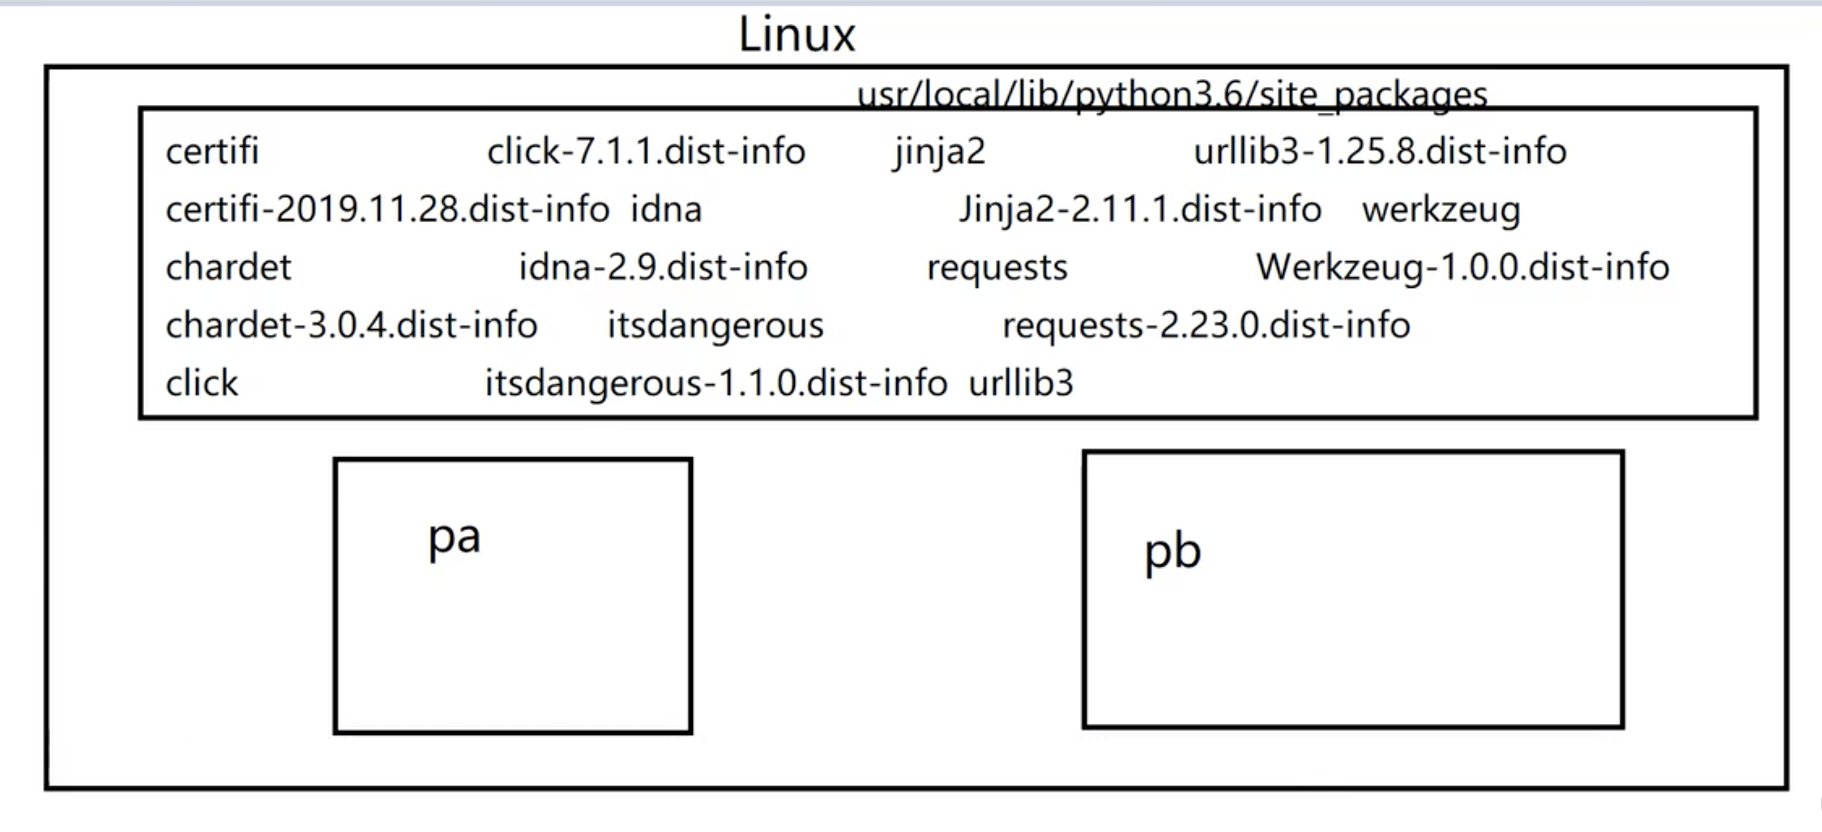 Linux
usr/local/lib/python3.6/site_packages
certifi click-7.1.1.dist-info jinja2 urllib3-1.25.8.dist-info
certifi-2019.11.28.dist-info idna Jinja2-2.11.1.dist-info werkzeug
chardet idna-2.9.dist-info requests Werkzeug-1.0.0.dist-info
chardet-3.0.4.dist-info itsdangerous requests-2.23.0.dist-info
click itsdangerous-1.1.0.dist-info urllib3
pa
pb